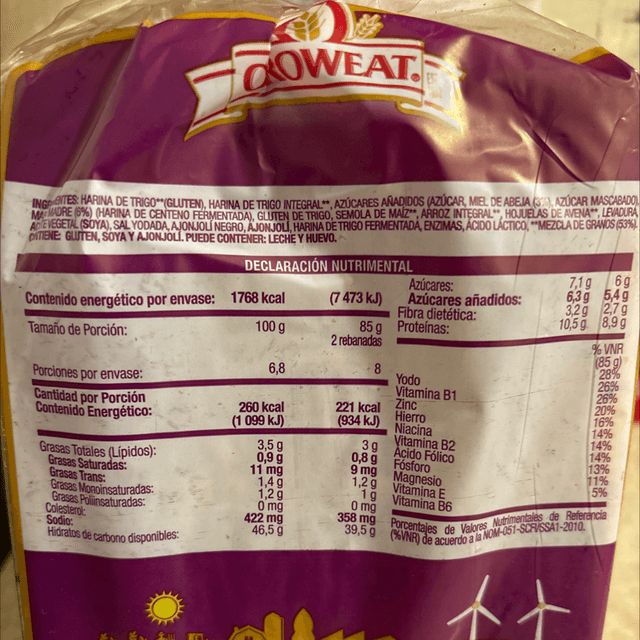 OROWEAT
INGREDIENTES: HARINA DE TRIGO**(GLUTEN), HARINA DE TRIGO INTEGRAL**, AZÚCARES AÑADIDOS (AZÚCAR, MIEL DE ABEJA (3%), AZÚCAR MASCABADO),
MASA MADRE (6%) (HARINA DE CENTENO FERMENTADA), GLUTEN DE TRIGO, SEMOLA DE MAÍZ**, ARROZ INTEGRAL**, HOJUELAS DE AVENA**, LEVADURA,
ACEITE VEGETAL (SOYA), SAL YODADA, AJONJOLÍ NEGRO, AJONJOLÍ, HARINA DE TRIGO FERMENTADA, ENZIMAS, ÁCIDO LÁCTICO, **MEZCLA DE GRANOS (53%).
CONTIENE: GLUTEN, SOYA Y AJONJOLÍ. PUEDE CONTENER: LECHE Y HUEVO.
DECLARACIÓN NUTRIMENTAL
Contenido energético por envase: 1768 kcal (7 473 kJ)
Tamaño de Porción: 100 g 85 g
2 rebanadas
Porciones por envase: 6,8 8
Cantidad por Porción
Contenido Energético: 260 kcal 221 kcal
(1 099 kJ) (934 kJ)
Grasas Totales (Lípidos): 3,5 g 3 g
Grasas Saturadas: 0,9 g 0,8 g
Grasas Trans: 11 mg 9 mg
Grasas Monoinsaturadas: 1,4 g 1,2 g
Grasas Poliinsaturadas: 1,2 g 1 g
Colesterol: 0 mg 0 mg
Sodio: 422 mg 358 mg
Hidratos de carbono disponibles: 46,5 g 39,5 g
Azúcares: 7,1 g 6 g
Azúcares añadidos: 6,3 g 5,4 g
Fibra dietética: 3,2 g 2,7 g
Proteínas: 10,5 g 8,9 g
% VNR
(85 g)
Yodo 28%
Vitamina B1 26%
Zinc 26%
Hierro 20%
Niacina 16%
Vitamina B2 14%
Ácido Fólico 14%
Fósforo 14%
Magnesio 13%
Vitamina E 11%
Vitamina B6 5%
Porcentajes de Valores Nutrimentales de Referencia
(%VNR) de acuerdo a la NOM-051-SCFI/SSA1-2010.